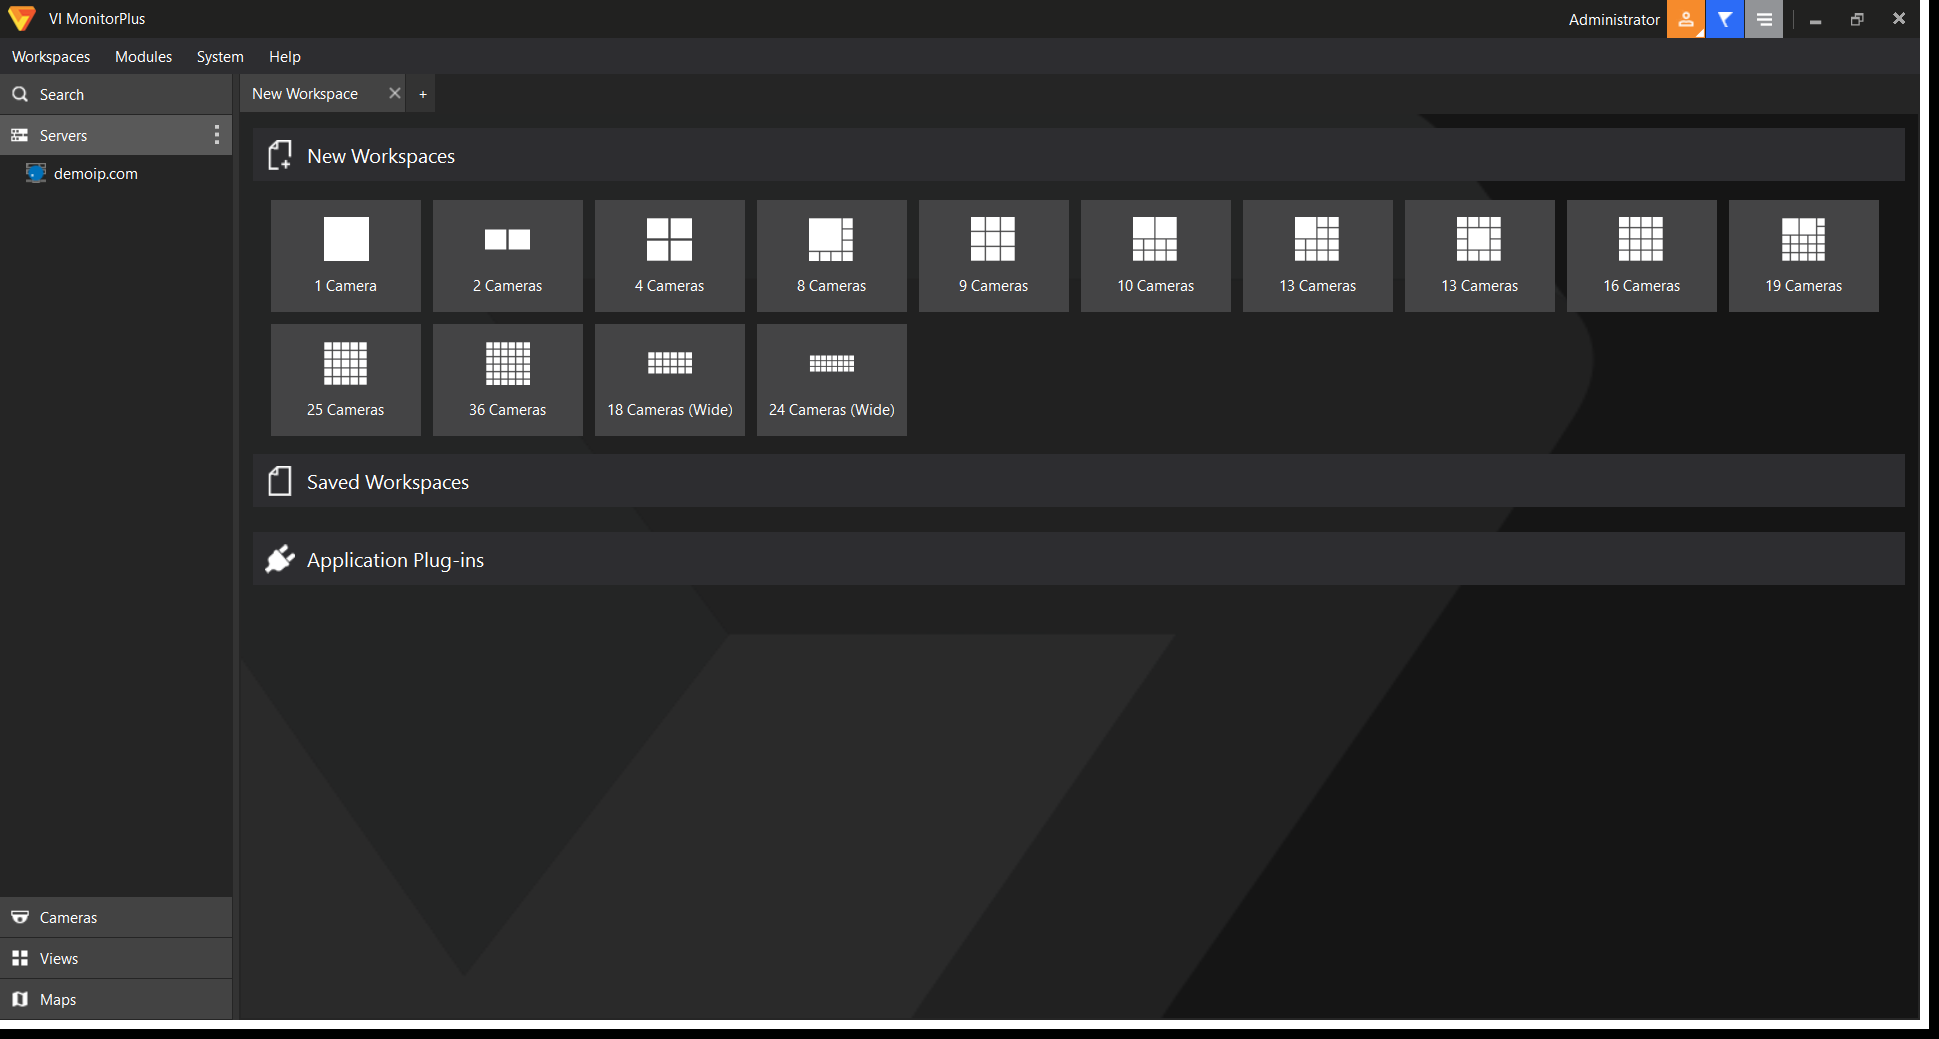 VI MonitorPlus
Administrator
Workspaces Modules System Help
Search
Servers
demoip.com
Cameras
Views
Maps
New Workspace +
New Workspaces
1 Camera
2 Cameras
4 Cameras
8 Cameras
9 Cameras
10 Cameras
13 Cameras
13 Cameras
16 Cameras
19 Cameras
25 Cameras
36 Cameras
18 Cameras (Wide)
24 Cameras (Wide)
Saved Workspaces
Application Plug-ins